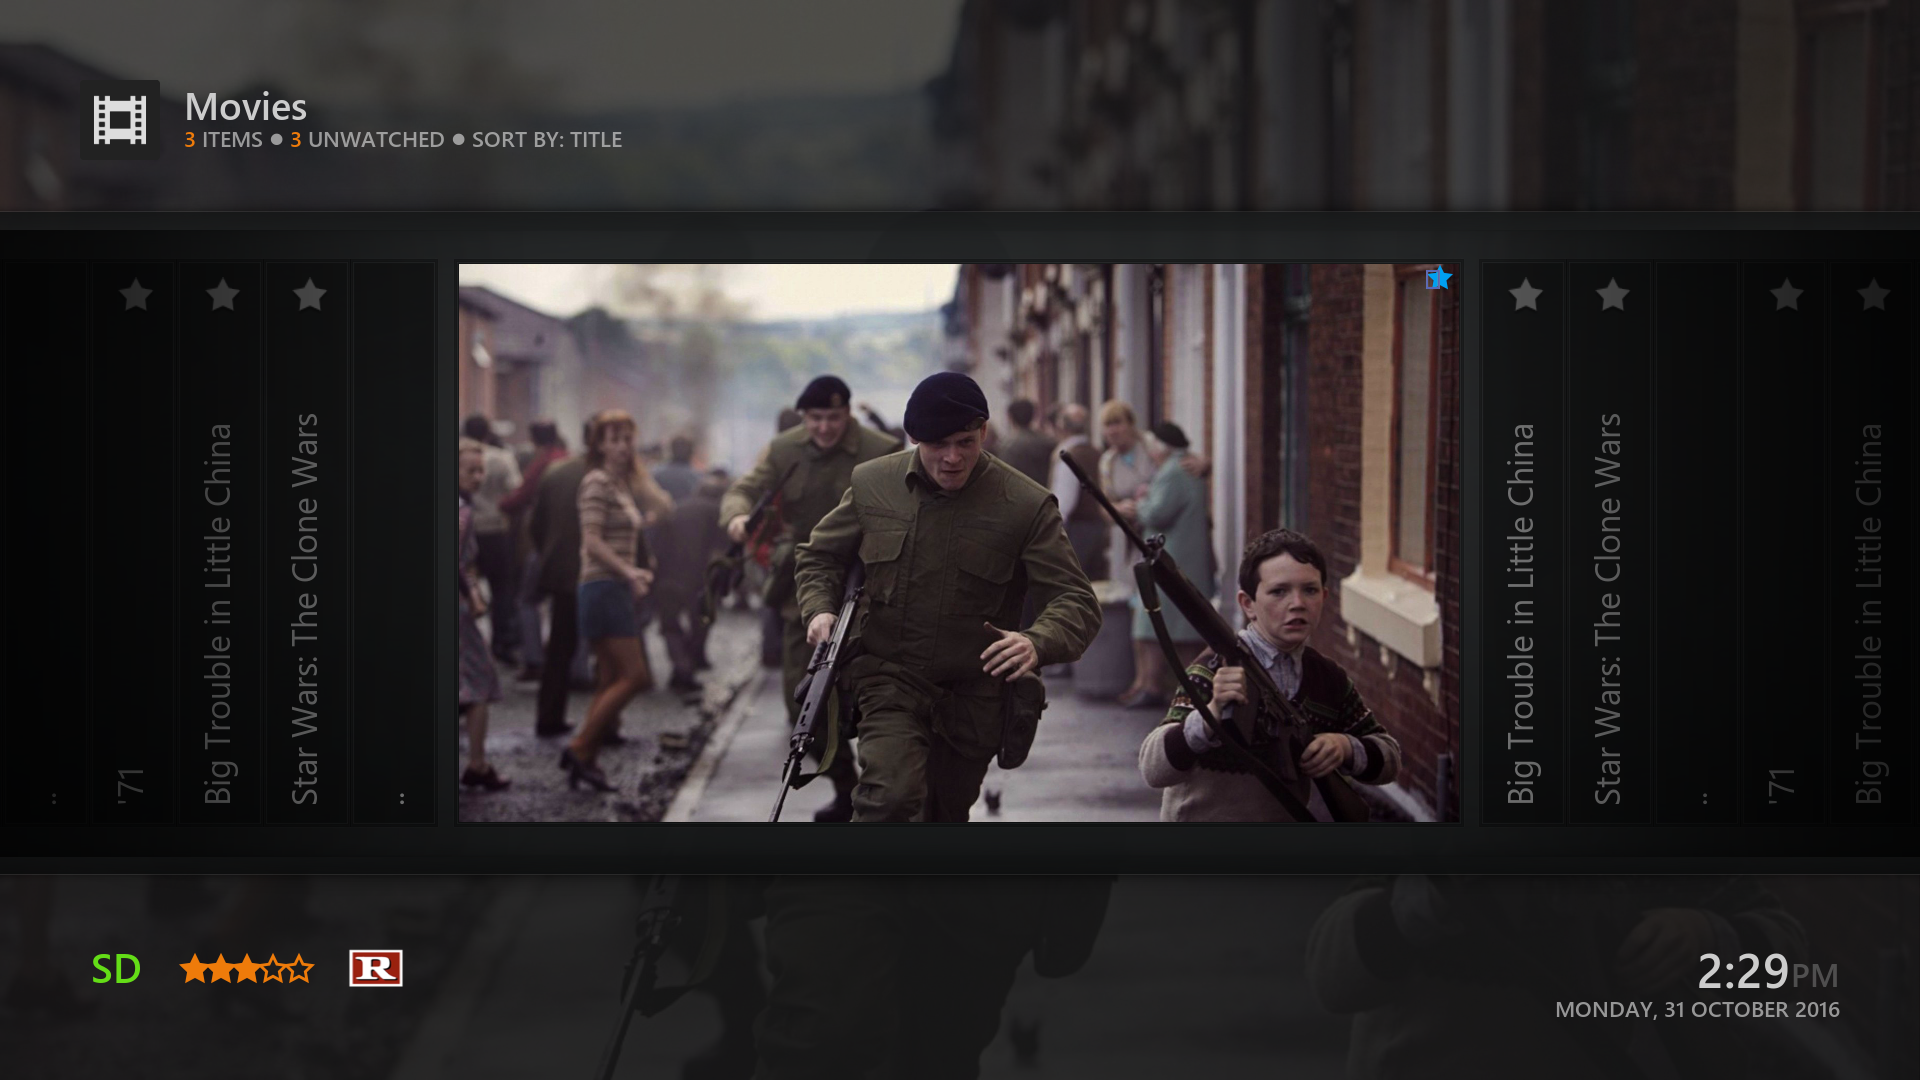 Movies
3 ITEMS • 3 UNWATCHED • SORT BY: TITLE
..
'71
Big Trouble in Little China
Star Wars: The Clone Wars
..
Big Trouble in Little China
Star Wars: The Clone Wars
..
'71
Big Trouble in Little China
SD
R
2:29PM
MONDAY, 31 OCTOBER 2016